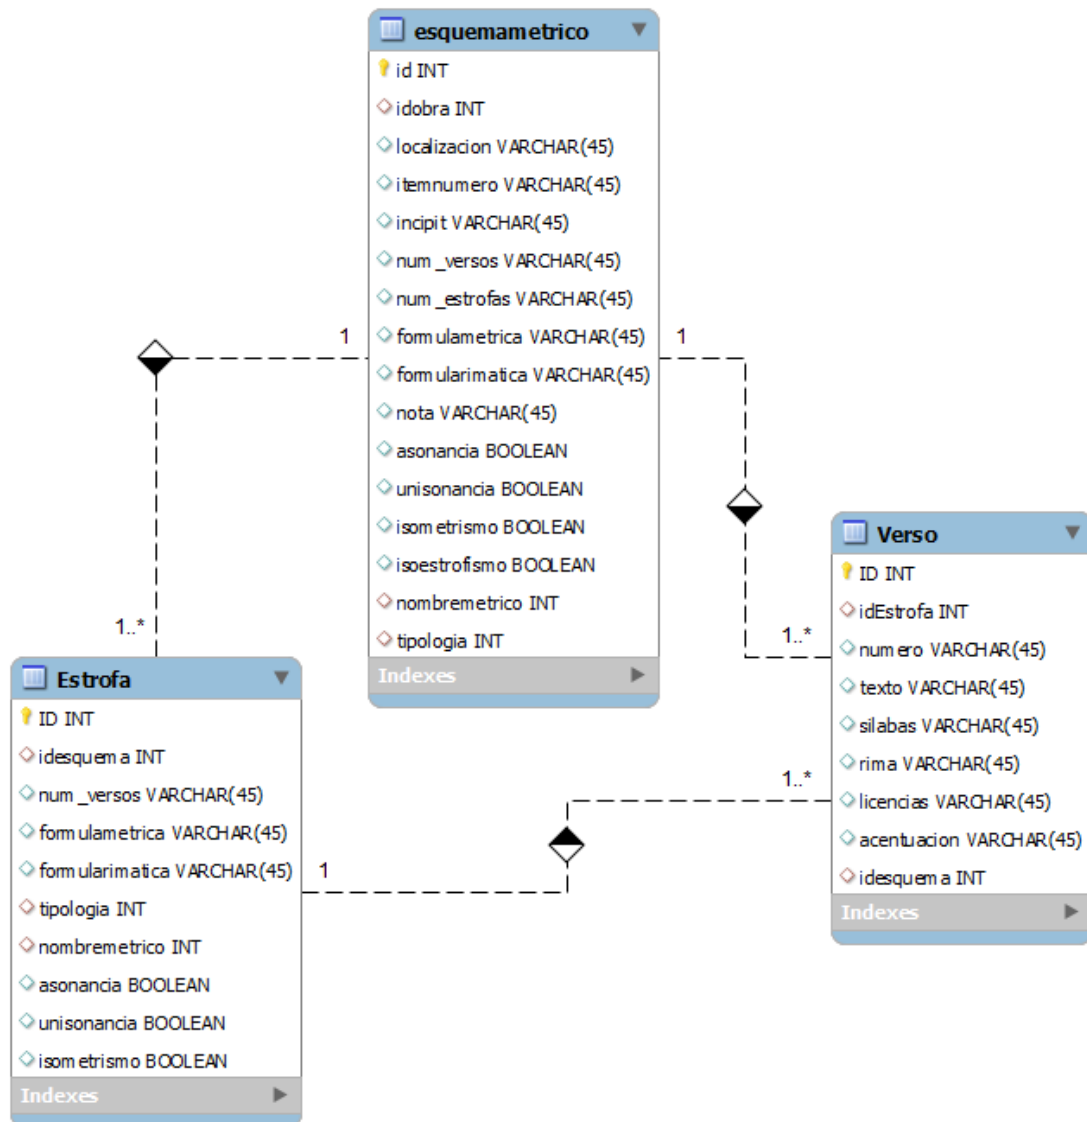 esquemametrico
id INT
idobra INT
localizacion VARCHAR(45)
itemnumero VARCHAR(45)
incipit VARCHAR(45)
num_versos VARCHAR(45)
num_estrofas VARCHAR(45)
formulamétrica VARCHAR(45)
formularimatica VARCHAR(45)
nota VARCHAR(45)
asonancia BOOLEAN
unisonancia BOOLEAN
isometrismo BOOLEAN
isoestrofismo BOOLEAN
nombremetrico INT
tipologia INT
Indexes
1
1
1..*
1..*
Estrofa
ID INT
idesquema INT
num_versos VARCHAR(45)
formulamétrica VARCHAR(45)
formularimatica VARCHAR(45)
tipologia INT
nombremetrico INT
asonancia BOOLEAN
unisonancia BOOLEAN
isometrismo BOOLEAN
Indexes
1
1..*
Verso
ID INT
idEstrofa INT
numero VARCHAR(45)
texto VARCHAR(45)
silabas VARCHAR(45)
rima VARCHAR(45)
licencias VARCHAR(45)
acentuacion VARCHAR(45)
idesquema INT
Indexes